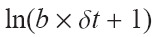 ln(b × δt + 1)